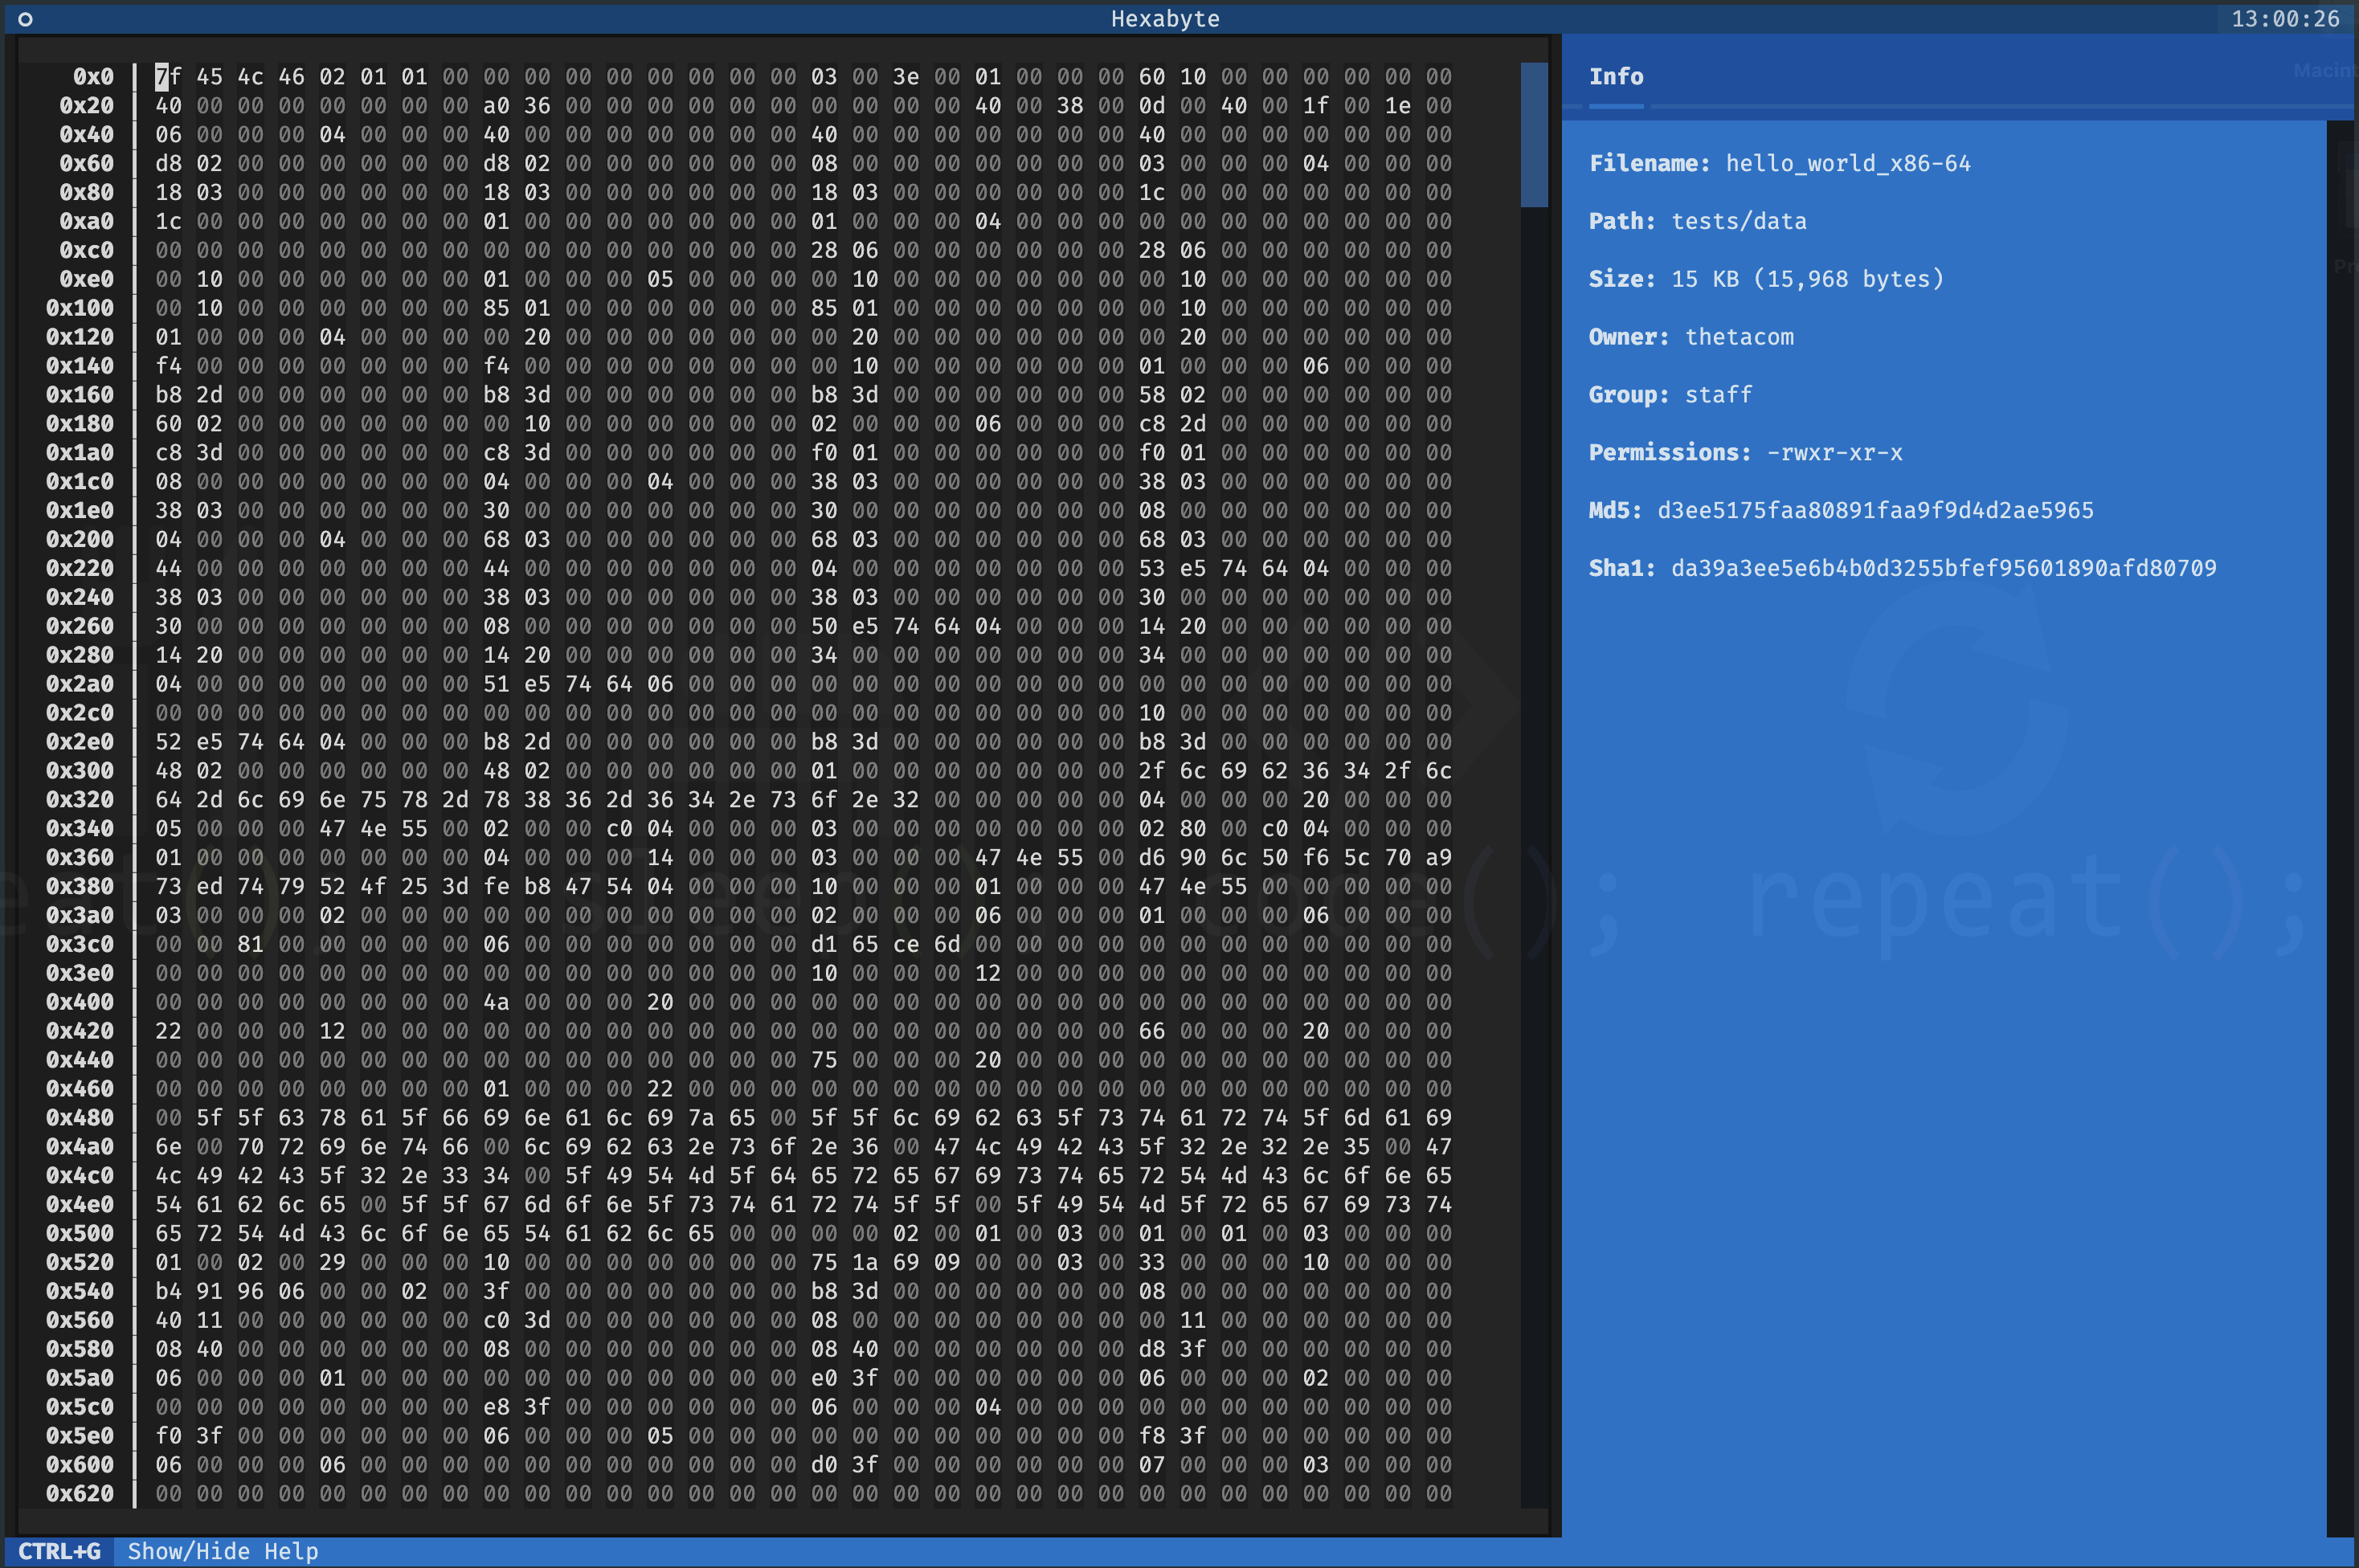 Hexabyte
13:00:26
0x0 7f 45 4c 46 02 01 01 00 00 00 00 00 00 00 00 00 03 00 3e 00 01 00 00 00 60 10 00 00 00 00 00 00
0x20 40 00 00 00 00 00 00 00 a0 36 00 00 00 00 00 00 00 00 00 00 40 00 38 00 0d 00 40 00 1f 00 1e 00
0x40 06 00 00 00 04 00 00 00 40 00 00 00 00 00 00 00 40 00 00 00 00 00 00 00 40 00 00 00 00 00 00 00
0x60 d8 02 00 00 00 00 00 00 d8 02 00 00 00 00 00 00 08 00 00 00 00 00 00 00 03 00 00 00 04 00 00 00
0x80 18 03 00 00 00 00 00 00 18 03 00 00 00 00 00 00 18 03 00 00 00 00 00 00 1c 00 00 00 00 00 00 00
0xa0 1c 00 00 00 00 00 00 00 01 00 00 00 00 00 00 00 01 00 00 00 04 00 00 00 00 00 00 00 00 00 00 00
0xc0 00 00 00 00 00 00 00 00 00 00 00 00 00 00 00 00 28 06 00 00 00 00 00 00 28 06 00 00 00 00 00 00
0xe0 00 10 00 00 00 00 00 00 01 00 00 00 05 00 00 00 00 10 00 00 00 00 00 00 00 10 00 00 00 00 00 00
0x100 00 10 00 00 00 00 00 00 85 01 00 00 00 00 00 00 85 01 00 00 00 00 00 00 00 10 00 00 00 00 00 00
0x120 01 00 00 00 04 00 00 00 00 20 00 00 00 00 00 00 00 20 00 00 00 00 00 00 00 20 00 00 00 00 00 00
0x140 f4 00 00 00 00 00 00 00 f4 00 00 00 00 00 00 00 00 10 00 00 00 00 00 00 01 00 00 00 06 00 00 00
0x160 b8 2d 00 00 00 00 00 00 b8 3d 00 00 00 00 00 00 b8 3d 00 00 00 00 00 00 58 02 00 00 00 00 00 00
0x180 60 02 00 00 00 00 00 00 00 10 00 00 00 00 00 00 02 00 00 00 06 00 00 00 c8 2d 00 00 00 00 00 00
0x1a0 c8 3d 00 00 00 00 00 00 c8 3d 00 00 00 00 00 00 f0 01 00 00 00 00 00 00 f0 01 00 00 00 00 00 00
0x1c0 08 00 00 00 00 00 00 00 04 00 00 00 04 00 00 00 38 03 00 00 00 00 00 00 38 03 00 00 00 00 00 00
0x1e0 38 03 00 00 00 00 00 00 30 00 00 00 00 00 00 00 30 00 00 00 00 00 00 00 08 00 00 00 00 00 00 00
0x200 04 00 00 00 04 00 00 00 68 03 00 00 00 00 00 00 68 03 00 00 00 00 00 00 68 03 00 00 00 00 00 00
0x220 44 00 00 00 00 00 00 00 44 00 00 00 00 00 00 00 04 00 00 00 00 00 00 00 53 e5 74 64 04 00 00 00
0x240 38 03 00 00 00 00 00 00 38 03 00 00 00 00 00 00 38 03 00 00 00 00 00 00 30 00 00 00 00 00 00 00
0x260 30 00 00 00 00 00 00 00 08 00 00 00 00 00 00 00 50 e5 74 64 04 00 00 00 14 20 00 00 00 00 00 00
0x280 14 20 00 00 00 00 00 00 14 20 00 00 00 00 00 00 34 00 00 00 00 00 00 00 34 00 00 00 00 00 00 00
0x2a0 04 00 00 00 00 00 00 00 51 e5 74 64 06 00 00 00 00 00 00 00 00 00 00 00 00 00 00 00 00 00 00 00
0x2c0 00 00 00 00 00 00 00 00 00 00 00 00 00 00 00 00 00 00 00 00 00 00 00 00 10 00 00 00 00 00 00 00
0x2e0 52 e5 74 64 04 00 00 00 b8 2d 00 00 00 00 00 00 b8 3d 00 00 00 00 00 00 b8 3d 00 00 00 00 00 00
0x300 48 02 00 00 00 00 00 00 48 02 00 00 00 00 00 00 01 00 00 00 00 00 00 00 2f 6c 69 62 36 34 2f 6c
0x320 64 2d 6c 69 6e 75 78 2d 78 38 36 2d 36 34 2e 73 6f 2e 32 00 00 00 00 00 04 00 00 00 20 00 00 00
0x340 05 00 00 00 47 4e 55 00 02 00 00 c0 04 00 00 00 03 00 00 00 00 00 00 00 02 80 00 c0 04 00 00 00
0x360 01 00 00 00 00 00 00 00 04 00 00 00 14 00 00 00 03 00 00 00 47 4e 55 00 d6 90 6c 50 f6 5c 70 a9
0x380 73 ed 74 79 52 4f 25 3d fe b8 47 54 04 00 00 00 10 00 00 00 01 00 00 00 47 4e 55 00 00 00 00 00
0x3a0 03 00 00 00 02 00 00 00 00 00 00 00 00 00 00 00 02 00 00 00 06 00 00 00 01 00 00 00 06 00 00 00
0x3c0 00 00 81 00 00 00 00 00 06 00 00 00 00 00 00 00 d1 65 ce 6d 00 00 00 00 00 00 00 00 00 00 00 00
0x3e0 00 00 00 00 00 00 00 00 00 00 00 00 00 00 00 00 10 00 00 00 12 00 00 00 00 00 00 00 00 00 00 00
0x400 00 00 00 00 00 00 00 00 4a 00 00 00 20 00 00 00 00 00 00 00 00 00 00 00 00 00 00 00 00 00 00 00
0x420 22 00 00 00 12 00 00 00 00 00 00 00 00 00 00 00 00 00 00 00 00 00 00 00 66 00 00 00 20 00 00 00
0x440 00 00 00 00 00 00 00 00 00 00 00 00 00 00 00 00 75 00 00 00 20 00 00 00 00 00 00 00 00 00 00 00
0x460 00 00 00 00 00 00 00 00 01 00 00 00 22 00 00 00 00 00 00 00 00 00 00 00 00 00 00 00 00 00 00 00
0x480 00 5f 5f 63 78 61 5f 66 69 6e 61 6c 69 7a 65 00 5f 5f 6c 69 62 63 5f 73 74 61 72 74 5f 6d 61 69
0x4a0 6e 00 70 72 69 6e 74 66 00 6c 69 62 63 2e 73 6f 2e 36 00 47 4c 49 42 43 5f 32 2e 32 2e 35 00 47
0x4c0 4c 49 42 43 5f 32 2e 33 34 00 5f 49 54 4d 5f 64 65 72 65 67 69 73 74 65 72 54 4d 43 6c 6f 6e 65
0x4e0 54 61 62 6c 65 00 5f 5f 67 6d 6f 6e 5f 73 74 61 72 74 5f 5f 00 5f 49 54 4d 5f 72 65 67 69 73 74
0x500 65 72 54 4d 43 6c 6f 6e 65 54 61 62 6c 65 00 00 00 00 02 00 01 00 03 00 01 00 01 00 03 00 00 00
0x520 01 00 02 00 29 00 00 00 10 00 00 00 00 00 00 00 75 1a 69 09 00 00 03 00 33 00 00 00 10 00 00 00
0x540 b4 91 96 06 00 00 02 00 3f 00 00 00 00 00 00 00 b8 3d 00 00 00 00 00 00 08 00 00 00 00 00 00 00
0x560 40 11 00 00 00 00 00 00 c0 3d 00 00 00 00 00 00 08 00 00 00 00 00 00 00 00 11 00 00 00 00 00 00
0x580 08 40 00 00 00 00 00 00 08 00 00 00 00 00 00 00 08 40 00 00 00 00 00 00 d8 3f 00 00 00 00 00 00
0x5a0 06 00 00 00 01 00 00 00 00 00 00 00 00 00 00 00 e0 3f 00 00 00 00 00 00 06 00 00 00 02 00 00 00
0x5c0 00 00 00 00 00 00 00 00 e8 3f 00 00 00 00 00 00 06 00 00 00 04 00 00 00 00 00 00 00 00 00 00 00
0x5e0 f0 3f 00 00 00 00 00 00 06 00 00 00 05 00 00 00 00 00 00 00 00 00 00 00 f8 3f 00 00 00 00 00 00
0x600 06 00 00 00 06 00 00 00 00 00 00 00 00 00 00 00 d0 3f 00 00 00 00 00 00 07 00 00 00 03 00 00 00
0x620 00 00 00 00 00 00 00 00 00 00 00 00 00 00 00 00 00 00 00 00 00 00 00 00 00 00 00 00 00 00 00 00
Info
Filename: hello_world_x86-64
Path: tests/data
Size: 15 KB (15,968 bytes)
Owner: thetacom
Group: staff
Permissions: -rwxr-xr-x
Md5: d3ee5175faa80891faa9f9d4d2ae5965
Sha1: da39a3ee5e6b4b0d3255bfef95601890afd80709
repeat();
CTRL+G Show/Hide Help